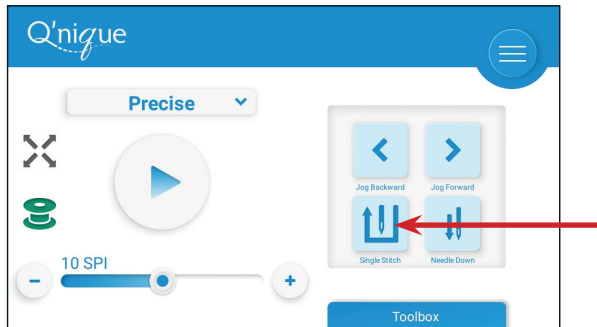 Q'nique
Precise
10 SPI
Jog Backward
Jog Forward
Single Stitch
Needle Down
Toolbox